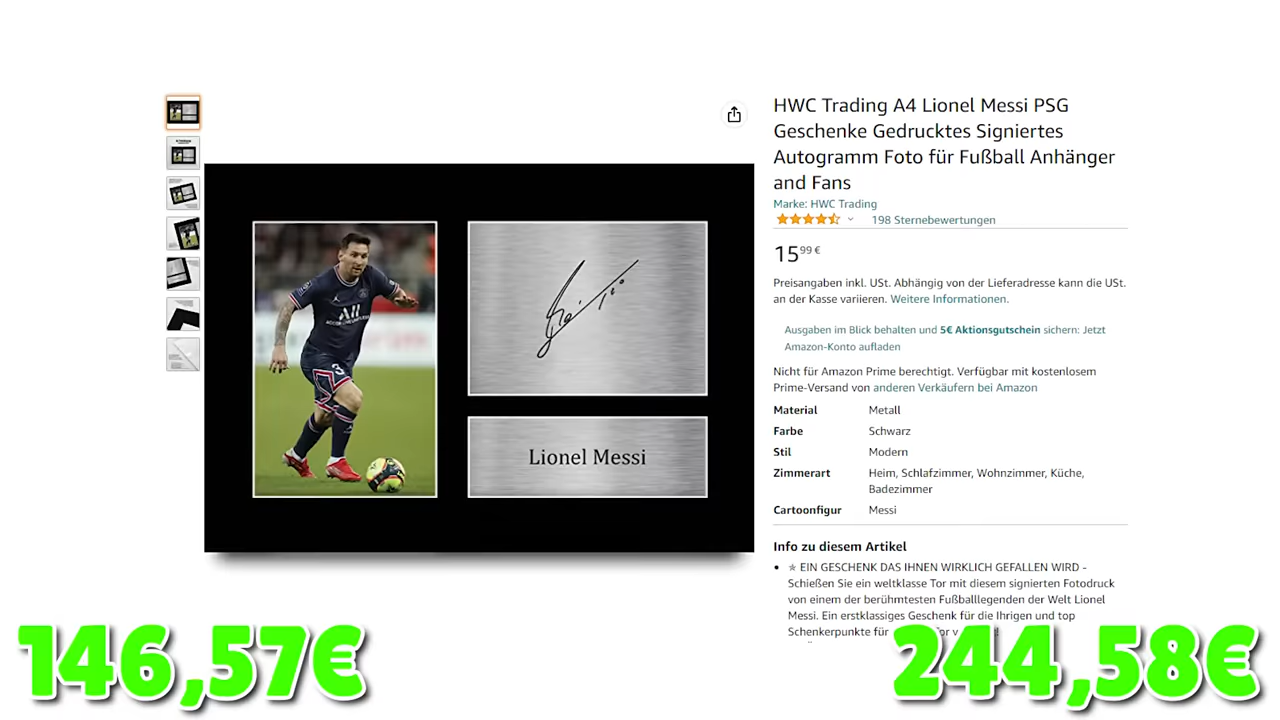 HWC Trading A4 Lionel Messi PSG
Geschenke Gedrucktes Signiertes
Autogramm Foto für Fußball Anhänger
and Fans
Marke: HWC Trading
198 Sternebewertungen
15 99 €
Preisangaben inkl. USt. Abhängig von der Lieferadresse kann die USt.
an der Kasse variieren. Weitere Informationen.
Ausgaben im Blick behalten und 5€ Aktionsgutschein sichern: Jetzt
Amazon-Konto aufladen
Nicht für Amazon Prime berechtigt. Verfügbar mit kostenlosem
Prime-Versand von anderen Verkäufern bei Amazon
Material Metall
Farbe Schwarz
Stil Modern
Zimmerart Heim, Schlafzimmer, Wohnzimmer, Küche,
Badezimmer
Cartoonfigur Messi
Info zu diesem Artikel
• ★ EIN GESCHENK DAS IHNEN WIRKLICH GEFALLEN WIRD -
Schießen Sie ein weltklasse Tor mit diesem signierten Fotodruck
von einem der berühmtesten Fußballlegenden der Welt Lionel
Messi. Ein erstklassiges Geschenk für die Ihrigen und top
Schenkerpunkte für
Lionel Messi
146,57€
244,58€